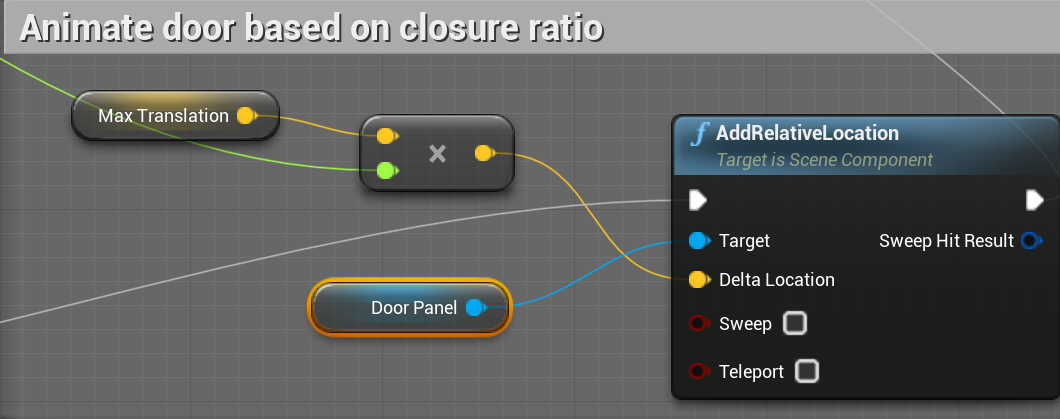 Animate door based on closure ratio
Max Translation
×
f AddRelativeLocation
Target is Scene Component
Target
Sweep Hit Result
Delta Location
Door Panel
Sweep
Teleport